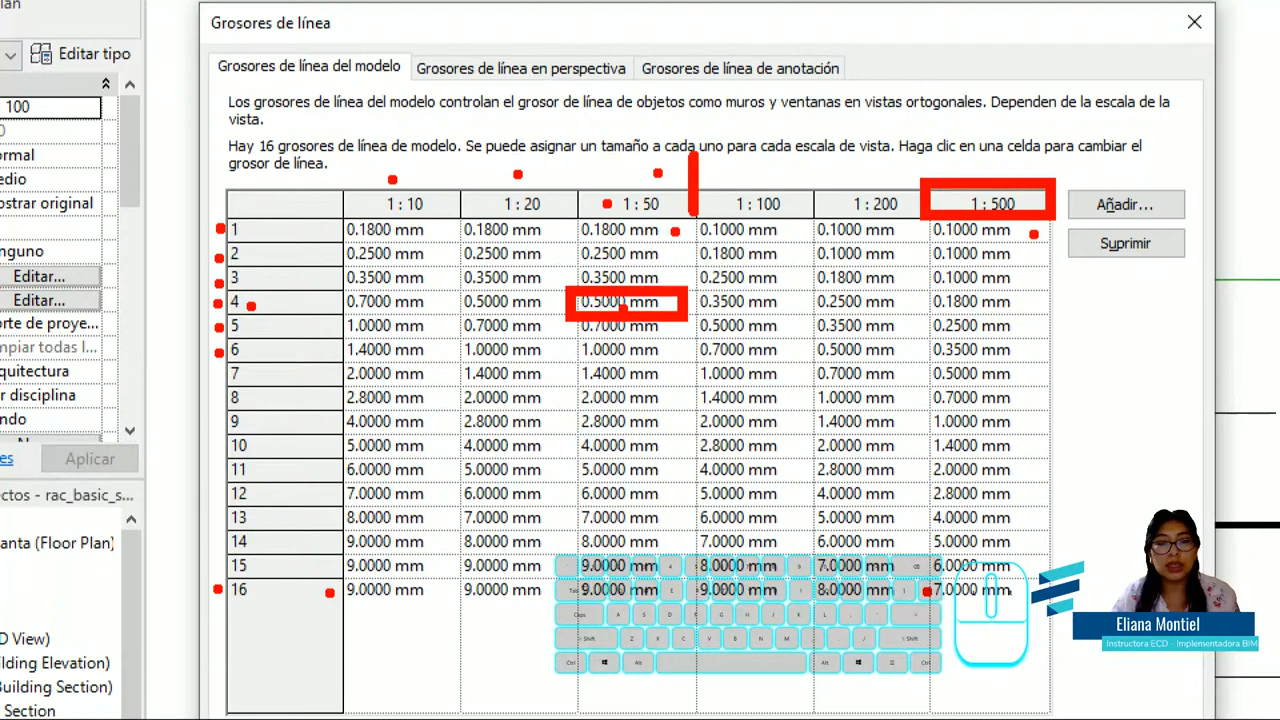 lan
Grosores de línea
Editar tipo
100
0
ormal
edio
ostrar original
inguno
Editar...
Editar...
orte de proye...
mpiar todas l...
quitectura
r disciplina
ndo
es
Aplicar
ectos - rac_basic_s...
anta (Floor Plan)
D View)
ilding Elevation)
Building Section)
Section
Grosores de línea del modelo
Grosores de línea en perspectiva
Grosores de línea de anotación
Los grosores de línea del modelo controlan el grosor de línea de objetos como muros y ventanas en vistas ortogonales. Dependen de la escala de la
vista.
Hay 16 grosores de línea de modelo. Se puede asignar un tamaño a cada uno para cada escala de vista. Haga clic en una celda para cambiar el
grosor de línea.
1 : 10 1 : 20 1 : 50 1 : 100 1 : 200 1 : 500
1 0.1800 mm 0.1800 mm 0.1800 mm 0.1000 mm 0.1000 mm 0.1000 mm
2 0.2500 mm 0.2500 mm 0.2500 mm 0.1800 mm 0.1000 mm 0.1000 mm
3 0.3500 mm 0.3500 mm 0.3500 mm 0.2500 mm 0.1800 mm 0.1000 mm
4 0.7000 mm 0.5000 mm 0.5000 mm 0.3500 mm 0.2500 mm 0.1800 mm
5 1.0000 mm 0.7000 mm 0.7000 mm 0.5000 mm 0.3500 mm 0.2500 mm
6 1.4000 mm 1.0000 mm 1.0000 mm 0.7000 mm 0.5000 mm 0.3500 mm
7 2.0000 mm 1.4000 mm 1.4000 mm 1.0000 mm 0.7000 mm 0.5000 mm
8 2.8000 mm 2.0000 mm 2.0000 mm 1.4000 mm 1.0000 mm 0.7000 mm
9 4.0000 mm 2.8000 mm 2.8000 mm 2.0000 mm 1.4000 mm 1.0000 mm
10 5.0000 mm 4.0000 mm 4.0000 mm 2.8000 mm 2.0000 mm 1.4000 mm
11 6.0000 mm 5.0000 mm 5.0000 mm 4.0000 mm 2.8000 mm 2.0000 mm
12 7.0000 mm 6.0000 mm 6.0000 mm 5.0000 mm 4.0000 mm 2.8000 mm
13 8.0000 mm 7.0000 mm 7.0000 mm 6.0000 mm 5.0000 mm 4.0000 mm
14 9.0000 mm 8.0000 mm 8.0000 mm 7.0000 mm 6.0000 mm 5.0000 mm
15 9.0000 mm 9.0000 mm 9.0000 mm 8.0000 mm 7.0000 mm 6.0000 mm
16 9.0000 mm 9.0000 mm 9.0000 mm 9.0000 mm 8.0000 mm 7.0000 mm
Añadir...
Suprimir
A S D F G H J K L
Shift Z X C V B N M Shift
Ctrl Alt Alt Ctrl
Eliana Montiel
Instructora ECD - Implementadora BIM